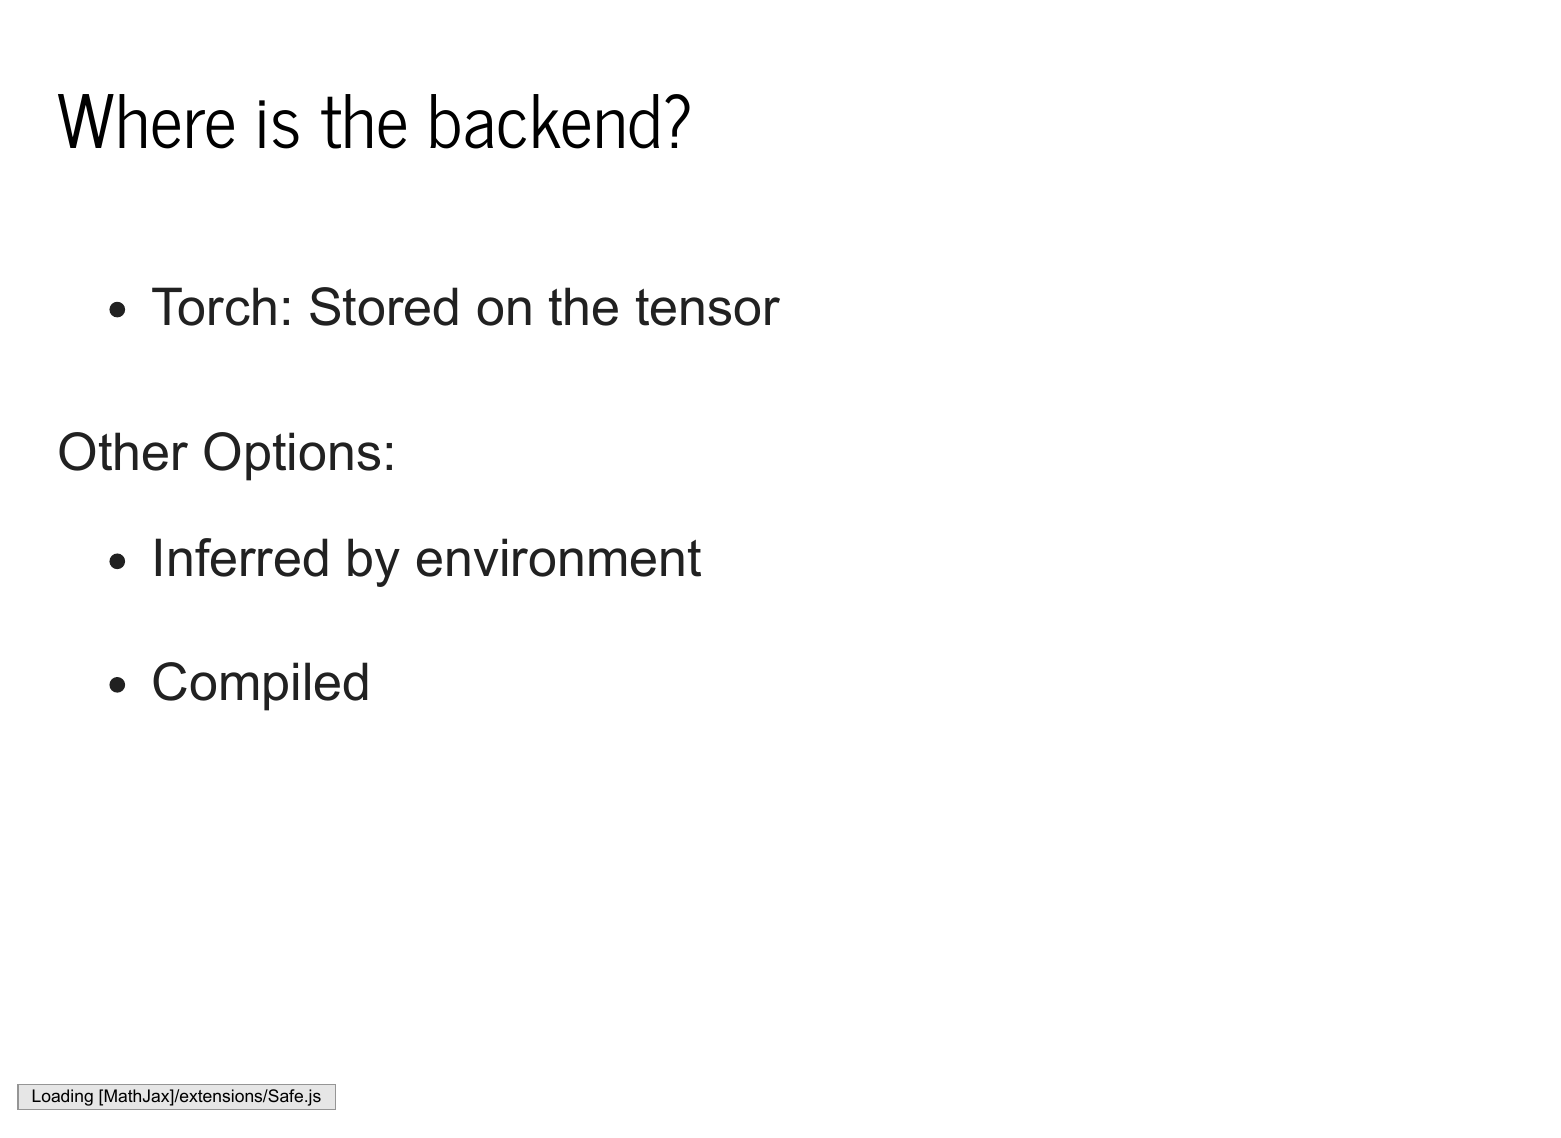 Where is the backend?
• Torch: Stored on the tensor
Other Options:
• Inferred by environment
• Compiled
Loading [MathJax]/extensions/Safe.js